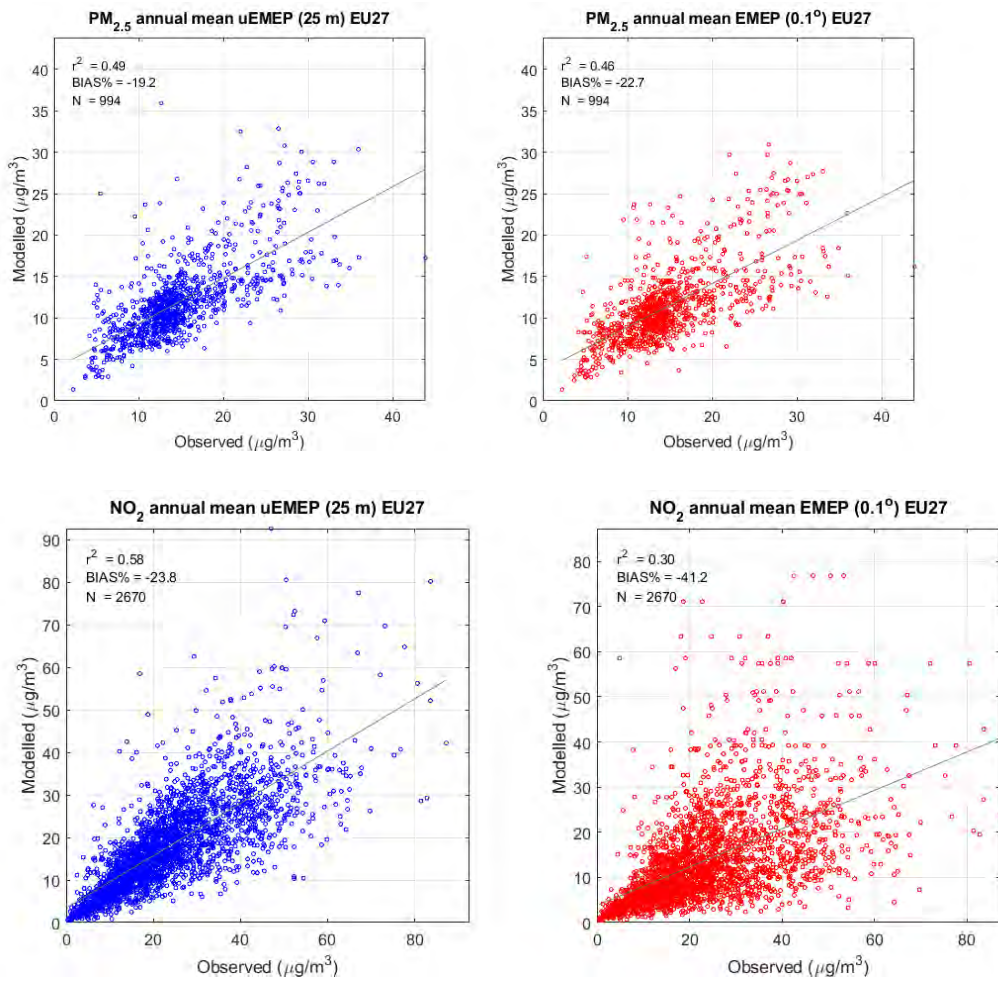 PM2.5 annual mean uEMEP (25 m) EU27
r² = 0.49
BIAS% = -19.2
N = 994
40
35
30
25
20
15
10
5
0
0 10 20 30 40
Modelled (μg/m³)
Observed (μg/m³)
PM2.5 annual mean EMEP (0.1°) EU27
r² = 0.46
BIAS% = -22.7
N = 994
40
35
30
25
20
15
10
5
0
0 10 20 30 40
Modelled (μg/m³)
Observed (μg/m³)
NO2 annual mean uEMEP (25 m) EU27
r² = 0.58
BIAS% = -23.8
N = 2670
90
80
70
60
50
40
30
20
10
0
0 20 40 60 80
Modelled (μg/m³)
Observed (μg/m³)
NO2 annual mean EMEP (0.1°) EU27
r² = 0.30
BIAS% = -41.2
N = 2670
80
70
60
50
40
30
20
10
0
0 20 40 60 80
Modelled (μg/m³)
Observed (μg/m³)